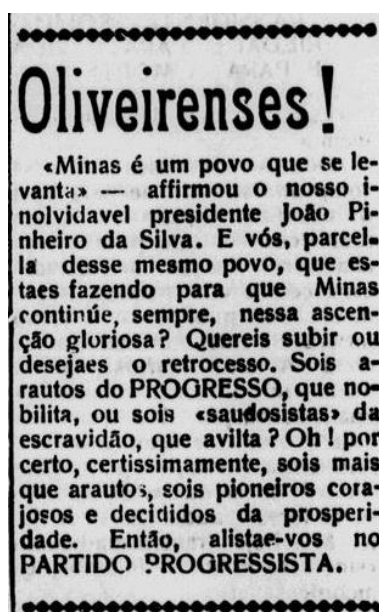 Oliveirenses!
«Minas é um povo que se le-
vanta» — affirmou o nosso i-
nolvidavel presidente João Pi-
nheiro da Silva. E vós, parcel-
la desse mesmo povo, que es-
taes fazendo para que Minas
continúe, sempre, nessa ascen-
ção gloriosa? Quereis subir ou
desejaes o retrocesso. Sois a-
rautos do PROGRESSO, que no-
bilita, ou sois «saudosistas» da
escravidão, que avilta? Oh! por
certo, certissimamente, sois mais
que arautos, sois pioneiros cora-
josos e decididos da prosperi-
dade. Então, alistae-vos no
PARTIDO PROGRESSISTA.